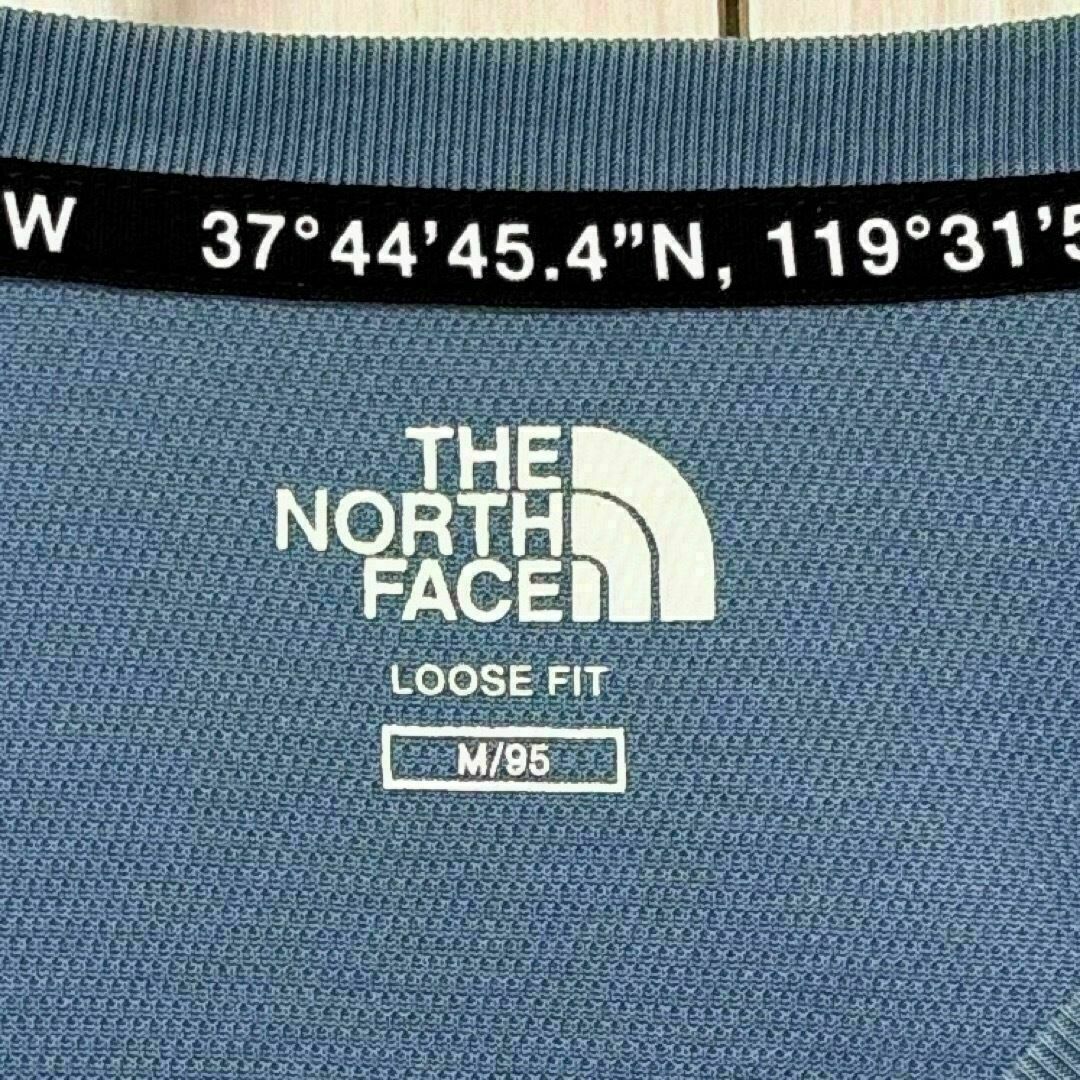 W 37°44’45.4”N, 119°31’5
THE
NORTH
FACE
LOOSE FIT
M/95